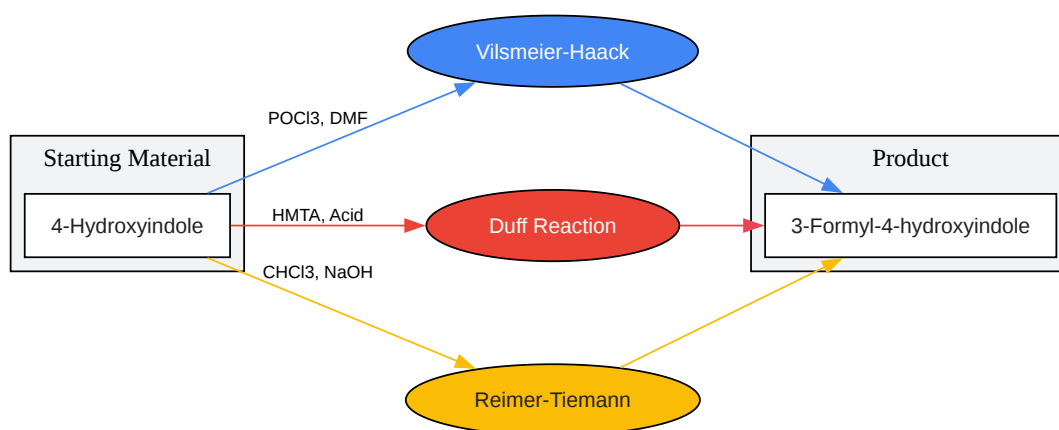 Vilsmeier-Haack
POCl3, DMF
Starting Material
Product
4-Hydroxyindole
HMTA, Acid
Duff Reaction
3-Formyl-4-hydroxyindole
CHCl3, NaOH
Reimer-Tiemann